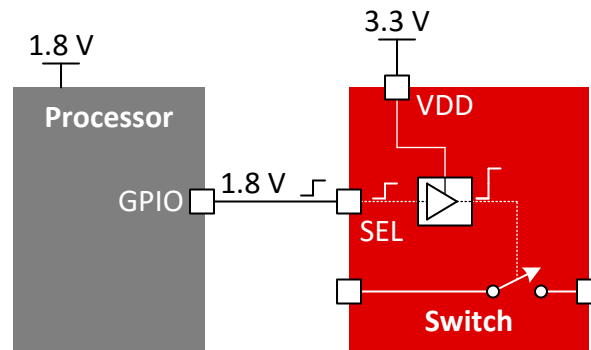 1.8 V
3.3 V
Processor
VDD
GPIO
1.8 V
SEL
Switch